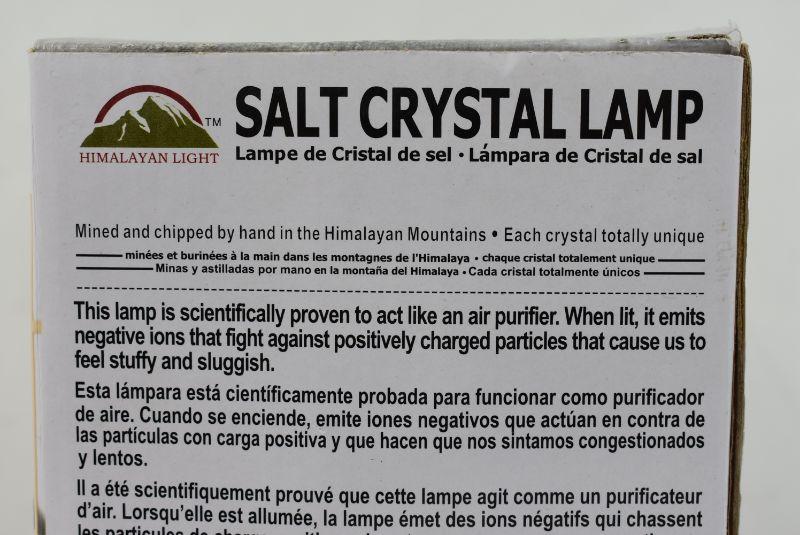 SALT CRYSTAL LAMP
TM
HIMALAYAN LIGHT
Lampe de Cristal de sel • Lámpara de Cristal de sal
Mined and chipped by hand in the Himalayan Mountains • Each crystal totally unique
minées et burinées à la main dans les montagnes de l'Himalaya • chaque cristal totalement unique
Minas y astilladas por mano en la montaña del Himalaya • Cada cristal totalmente únicos
This lamp is scientifically proven to act like an air purifier. When lit, it emits
negative ions that fight against positively charged particles that cause us to
feel stuffy and sluggish.
Esta lámpara está científicamente probada para funcionar como purificador
de aire. Cuando se enciende, emite iones negativos que actúan en contra de
las partículas con carga positiva y que hacen que nos sintamos congestionados
y lentos.
Il a été scientifiquement prouvé que cette lampe agit comme un purificateur
d'air. Lorsqu'elle est allumée, la lampe émet des ions négatifs qui chassent
les particules de charge